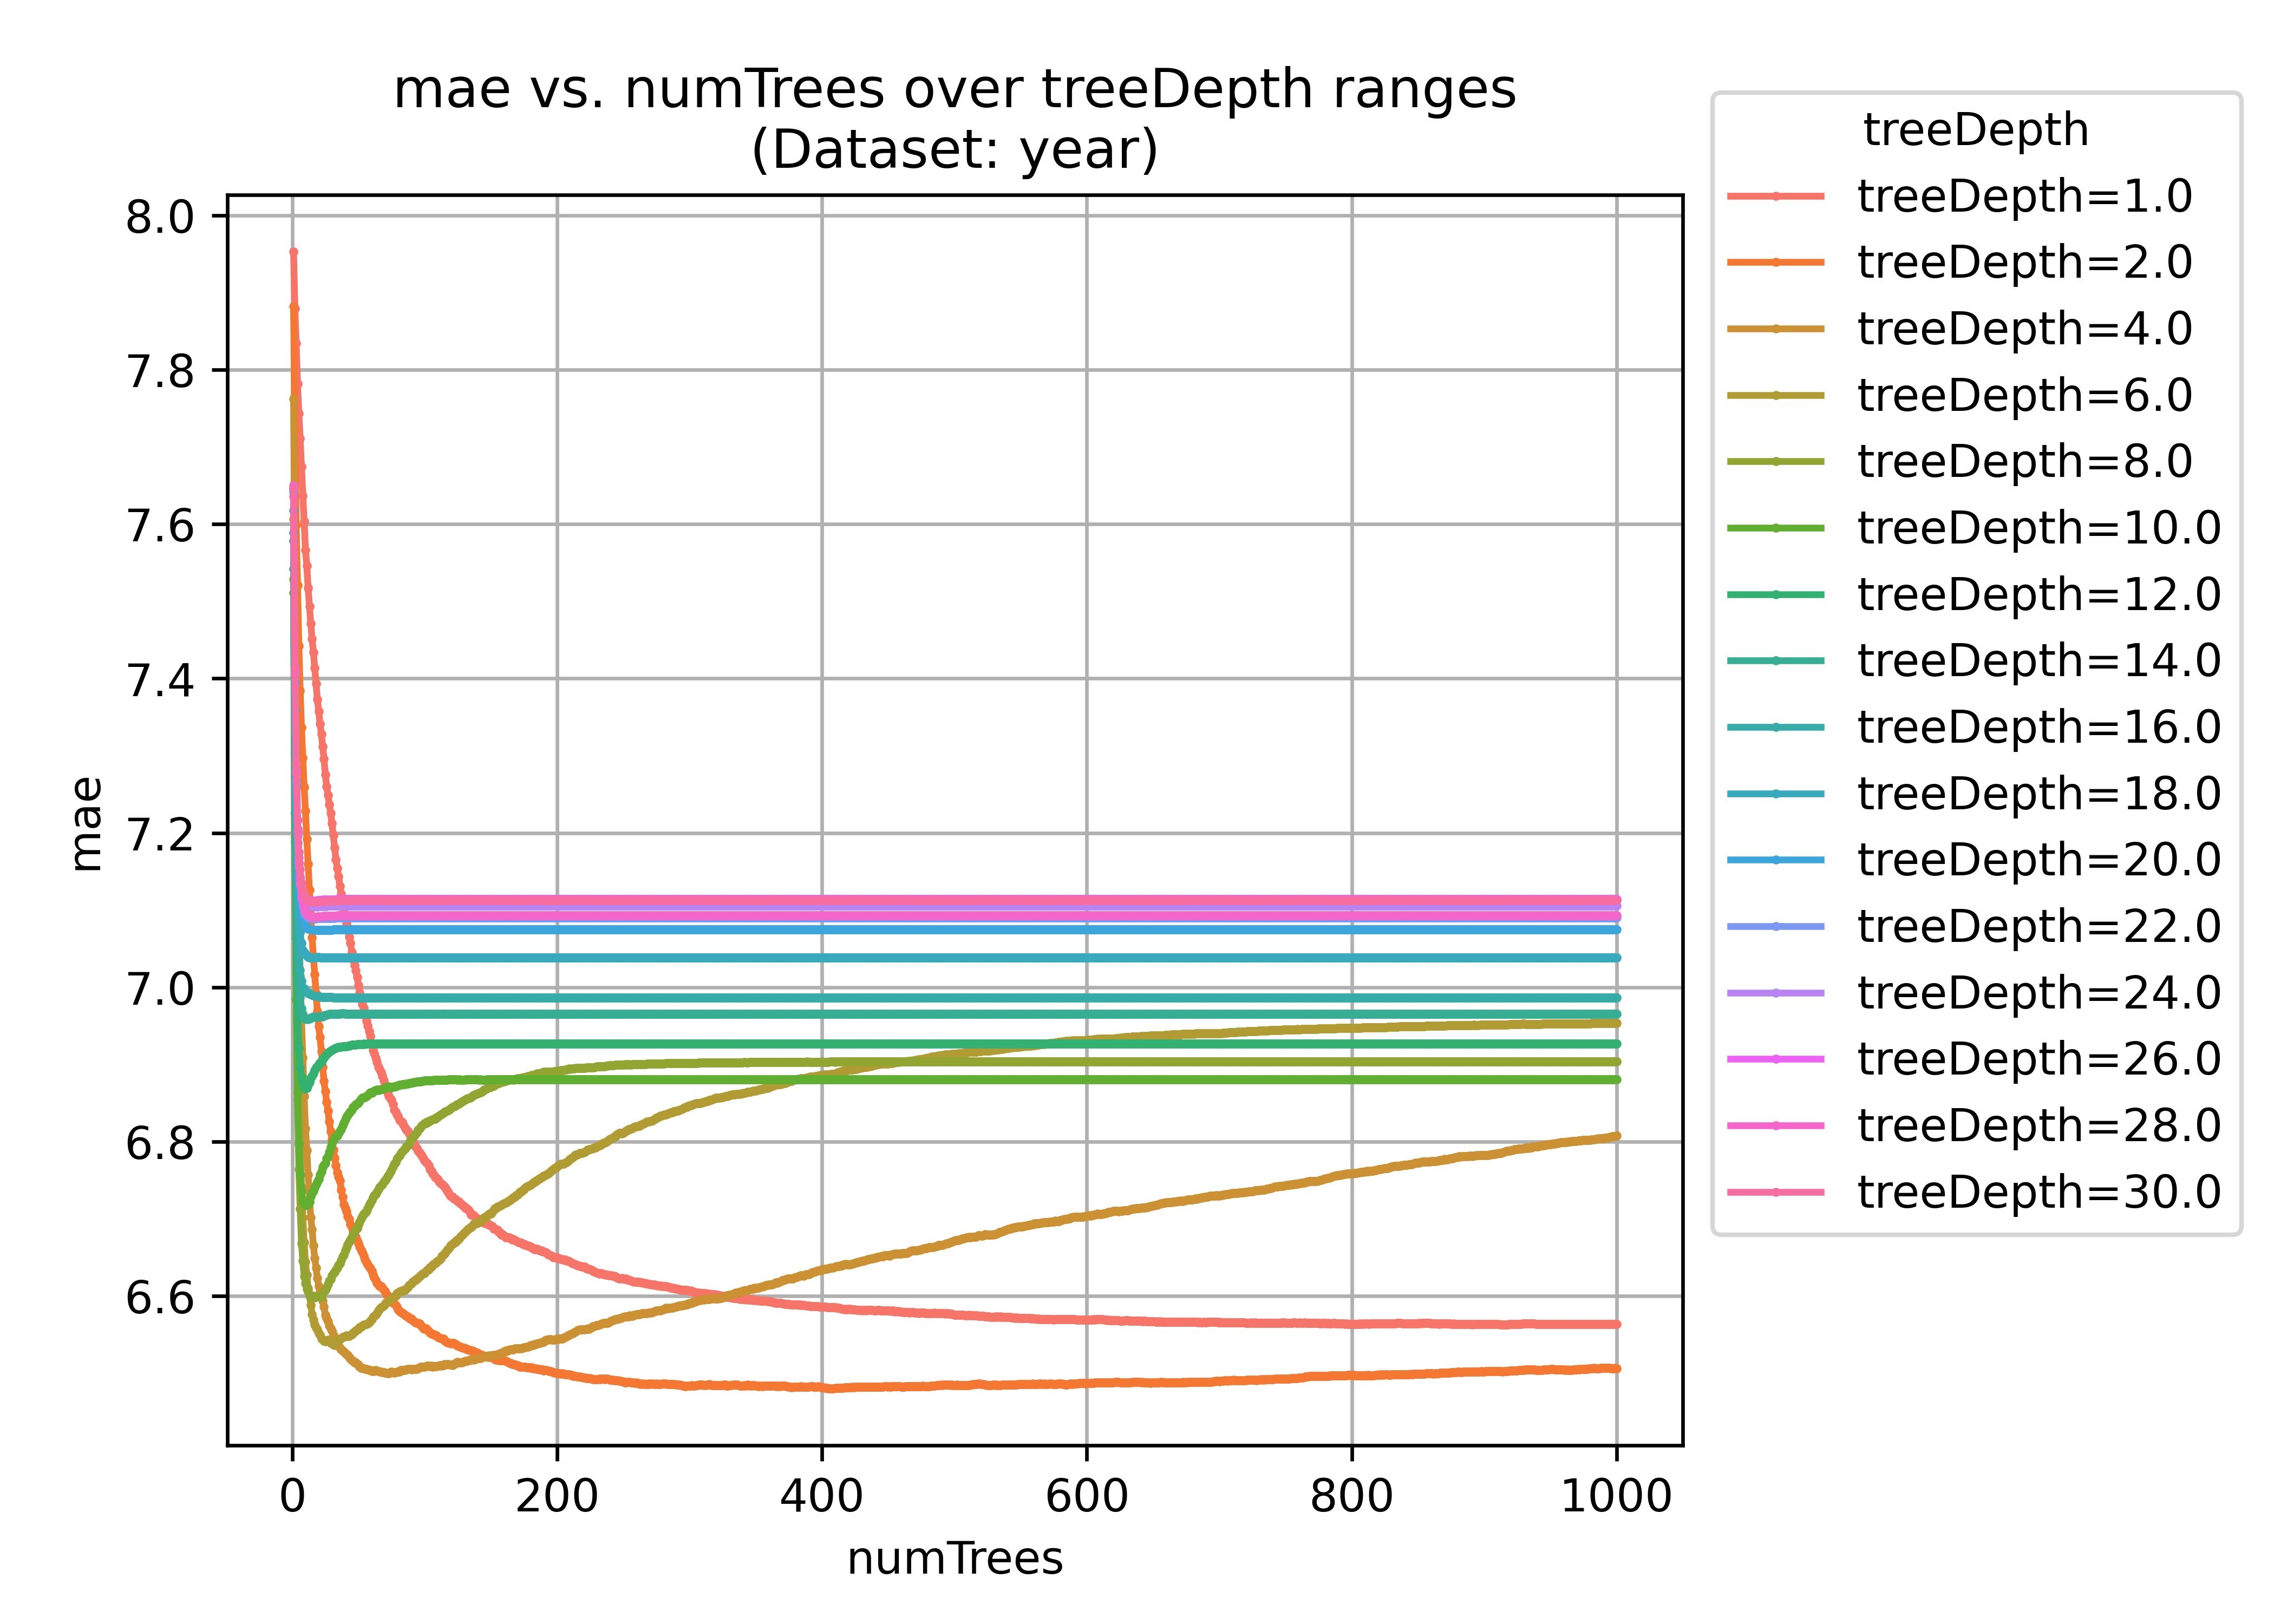 mae vs. numTrees over treeDepth ranges
(Dataset: year)
treeDepth
treeDepth=1.0
treeDepth=2.0
treeDepth=4.0
treeDepth=6.0
treeDepth=8.0
treeDepth=10.0
treeDepth=12.0
treeDepth=14.0
treeDepth=16.0
treeDepth=18.0
treeDepth=20.0
treeDepth=22.0
treeDepth=24.0
treeDepth=26.0
treeDepth=28.0
treeDepth=30.0
mae
8.0
7.8
7.6
7.4
7.2
7.0
6.8
6.6
0 200 400 600 800 1000
numTrees